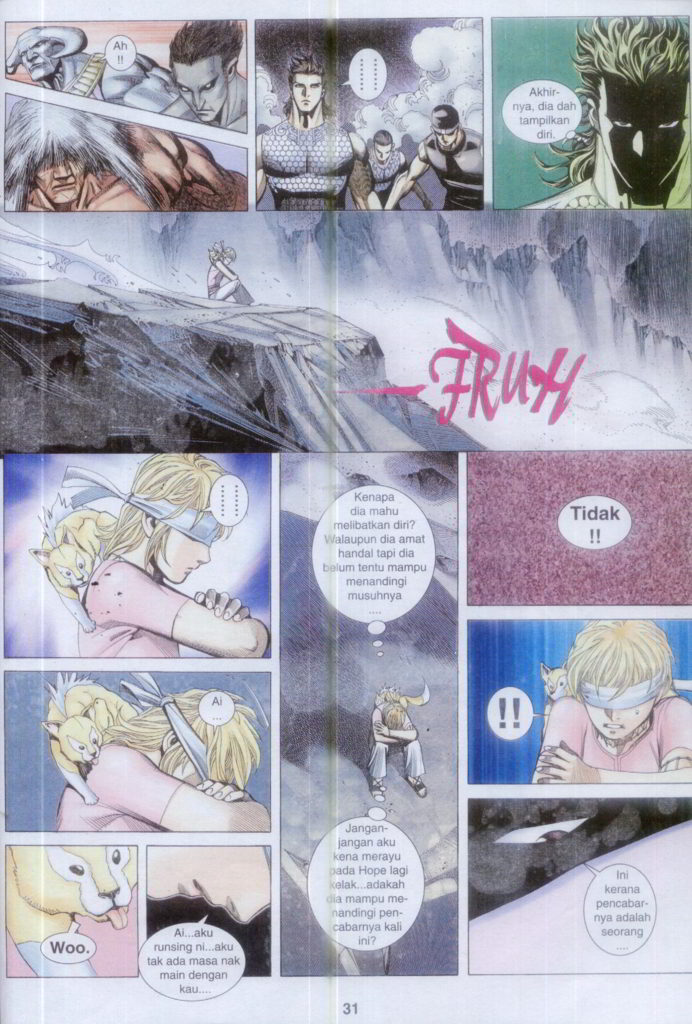 Ah
!!
........
Akhir-
nya, dia dah
tampilkan
diri.
FRUH
........
Kenapa
dia mahu
melibatkan diri?
Walaupun dia amat
handal tapi dia
belum tentu mampu
menandingi
musuhnya
....
Tidak
!!
Ai
...
!!
Woo.
Ai...aku
runsing ni...aku
tak ada masa nak
main dengan
kau....
Jangan-
jangan aku
kena merayu
pada Hope lagi
kelak...adakah
dia mampu me-
nandingi pen-
cabarnya kali
ini?
Ini
kerana
pencabar-
nya adalah
seorang
....
31